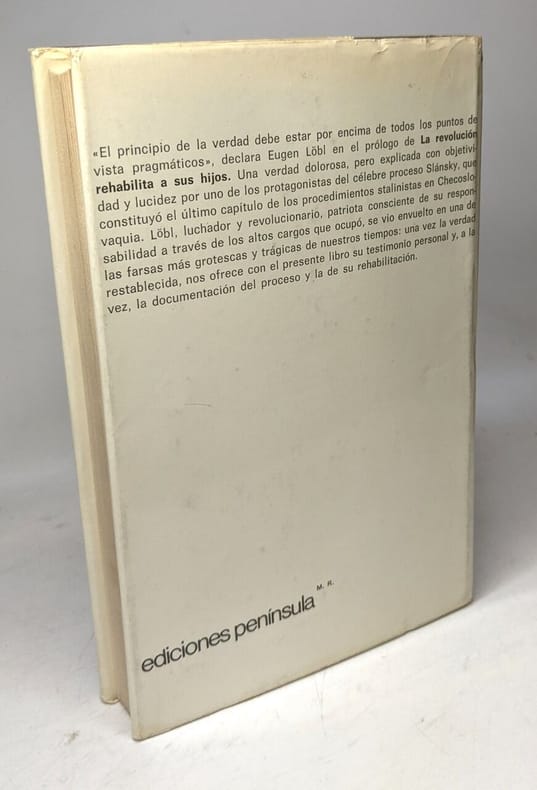 «El principio de la verdad debe estar por encima de todos los puntos de
vista pragmáticos», declara Eugen Löbl en el prólogo de La revolución
rehabilita a sus hijos. Una verdad dolorosa, pero explicada con objetivi-
dad y lucidez por uno de los protagonistas del célebre proceso Slánsky, que
constituyó el último capítulo de los procedimientos stalinistas en Checoslo-
vaquia. Löbl, luchador y revolucionario, patriota consciente de su respon-
sabilidad a través de los altos cargos que ocupó, se vio envuelto en una de
las farsas más grotescas y trágicas de nuestros tiempos: una vez la verdad
restablecida, nos ofrece con el presente libro su testimonio personal y, a la
vez, la documentación del proceso y la de su rehabilitación.
ediciones península M. R.